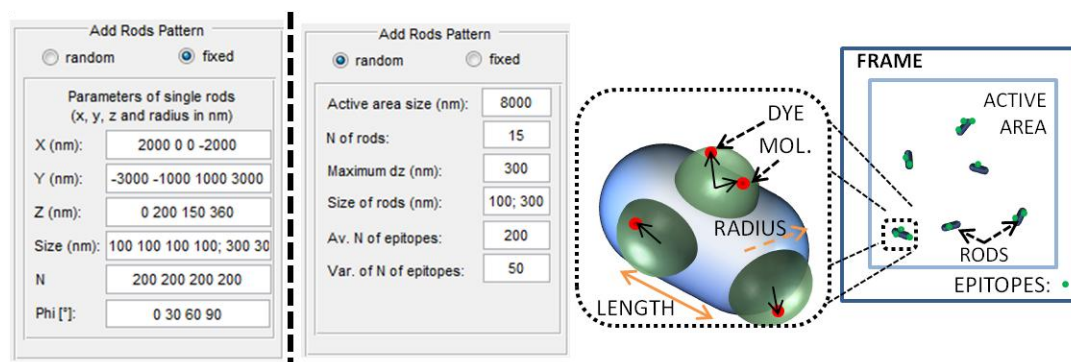 Add Rods Pattern
random fixed
Parameters of single rods
(x, y, z and radius in nm)
X (nm): 2000 0 0 -2000
Y (nm): -3000 -1000 1000 3000
Z (nm): 0 200 150 360
Size (nm): 100 100 100 100; 300 30
N 200 200 200 200
Phi [°]: 0 30 60 90
Add Rods Pattern
random fixed
Active area size (nm): 8000
N of rods: 15
Maximum dz (nm): 300
Size of rods (nm): 100; 300
Av. N of epitopes: 200
Var. of N of epitopes: 50
DYE
MOL.
RADIUS
LENGTH
FRAME
ACTIVE
AREA
RODS
EPITOPES: